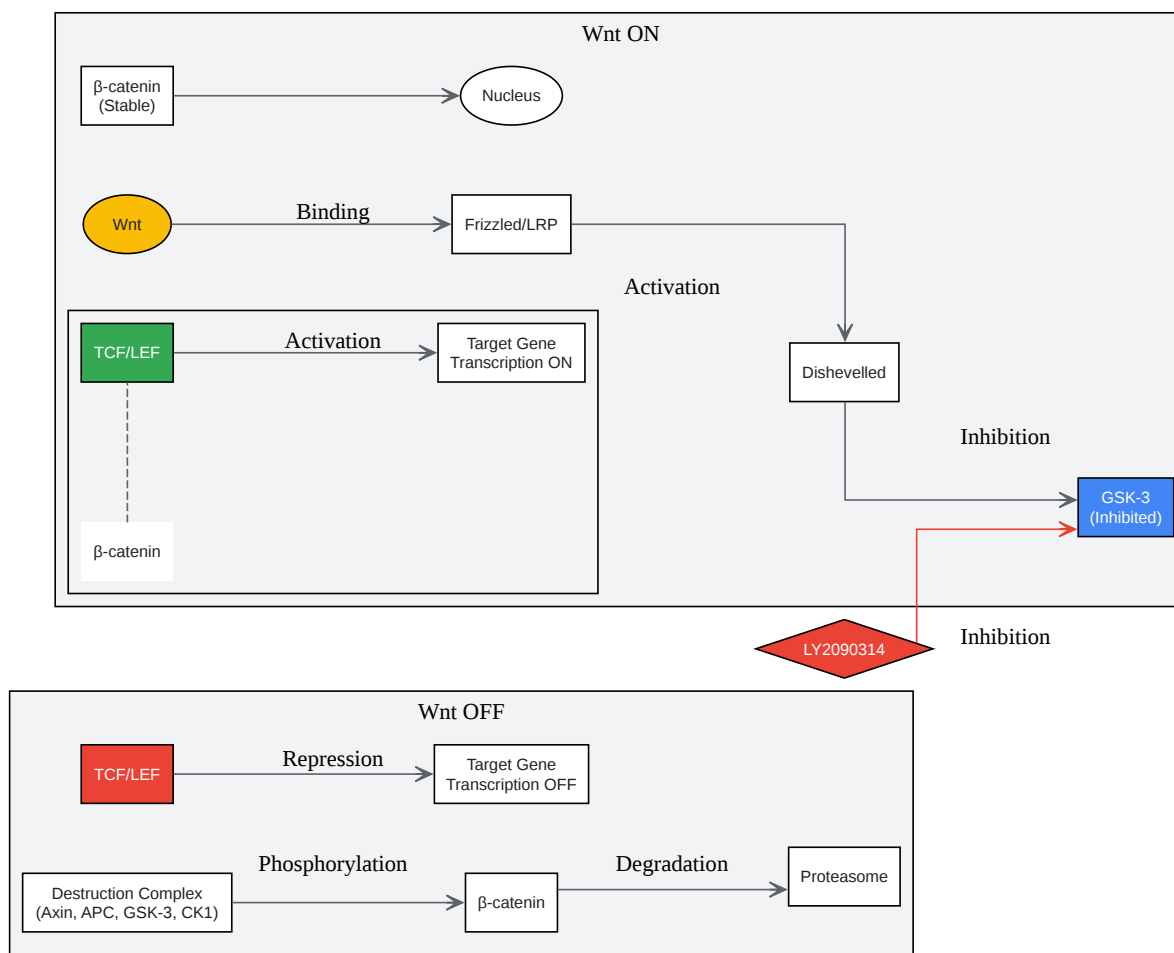 Wnt ON
β-catenin
(Stable)
Nucleus
Wnt
Binding
Frizzled/LRP
Activation
TCF/LEF
Activation
Target Gene
Transcription ON
Dishevelled
Inhibition
GSK-3
(Inhibited)
β-catenin
LY2090314
Inhibition
Wnt OFF
TCF/LEF
Repression
Target Gene
Transcription OFF
Phosphorylation
Degradation
Destruction Complex
(Axin, APC, GSK-3, CK1)
β-catenin
Proteasome